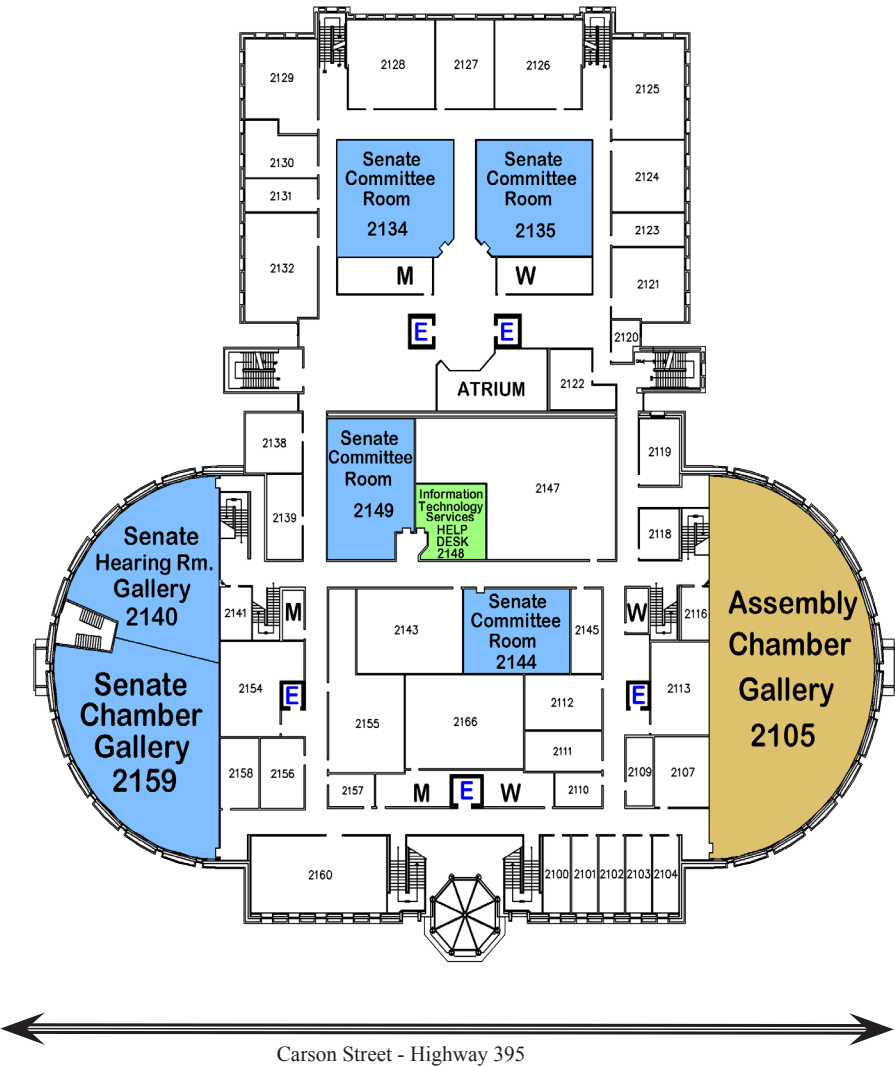 2128
2127
2126
2129
2125
2130
Senate
Committee
Room
2134
Senate
Committee
Room
2135
2124
2131
2123
2132
M
W
2121
E
E
2120
ATRIUM
2122
2138
Senate
Committee
Room
2149
2147
2119
Information
Technology
Services
HELP
DESK
2148
2139
2118
Senate
Hearing Rm.
Gallery
2140
2141
M
2143
Senate
Committee
Room
2144
2145
W
2116
Assembly
Chamber
Gallery
2105
Senate
Chamber
Gallery
2159
2154
E
2155
2166
2112
E
2113
2111
2158
2156
2157
M
E
W
2110
2109
2107
2160
2100
2101
2102
2103
2104
Carson Street - Highway 395